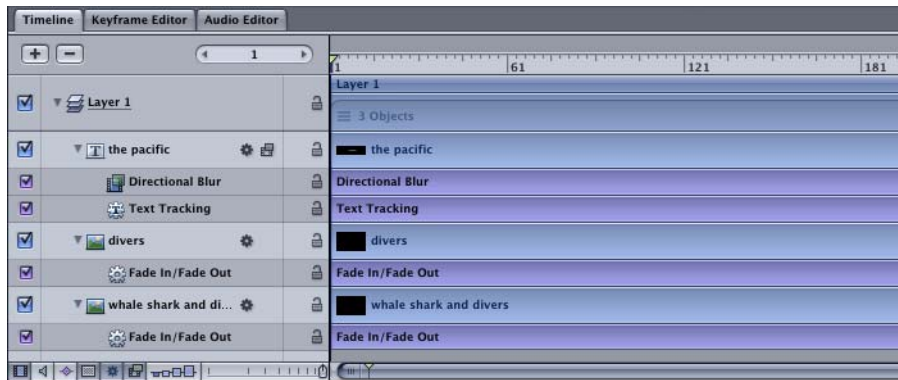 Timeline Keyframe Editor Audio Editor
1
1 61 121 181
Layer 1
Layer 1
3 Objects
T the pacific
the pacific
Directional Blur
Directional Blur
T Text Tracking
Text Tracking
divers
divers
Fade In/Fade Out
Fade In/Fade Out
whale shark and di...
whale shark and divers
Fade In/Fade Out
Fade In/Fade Out